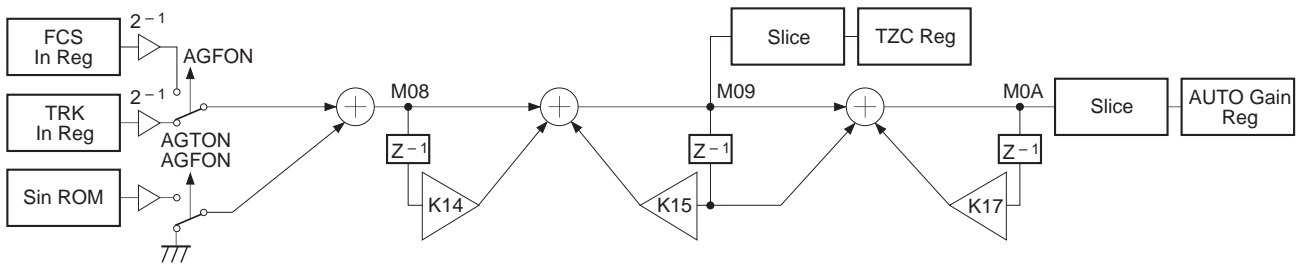 FCS
In Reg
2 – 1
AGFON
TRK
In Reg
2 – 1
AGTON
AGFON
Sin ROM
M08
Z – 1
K14
M09
Z – 1
K15
Slice
TZC Reg
M0A
Z – 1
K17
Slice
AUTO Gain
Reg